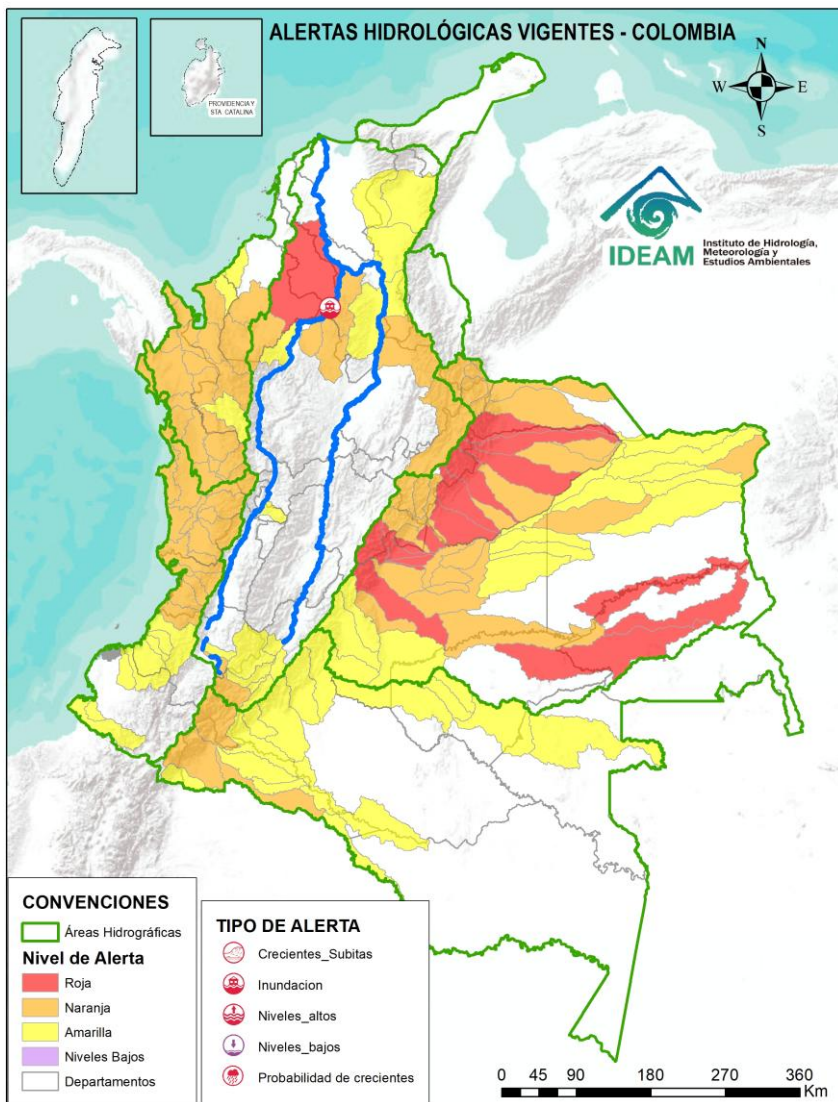 ALERTAS HIDROLÓGICAS VIGENTES - COLOMBIA
PROVIDENCIA Y
STA. CATALINA
N
W E
S
IDEAM
Instituto de Hidrología,
Meteorología y
Estudios Ambientales
CONVENCIONES
Áreas Hidrográficas
Nivel de Alerta
Roja
Naranja
Amarilla
Niveles Bajos
Departamentos
TIPO DE ALERTA
Crecientes_Subitas
Inundacion
Niveles_altos
Niveles_bajos
Probabilidad de crecientes
0 45 90 180 270 360
Km